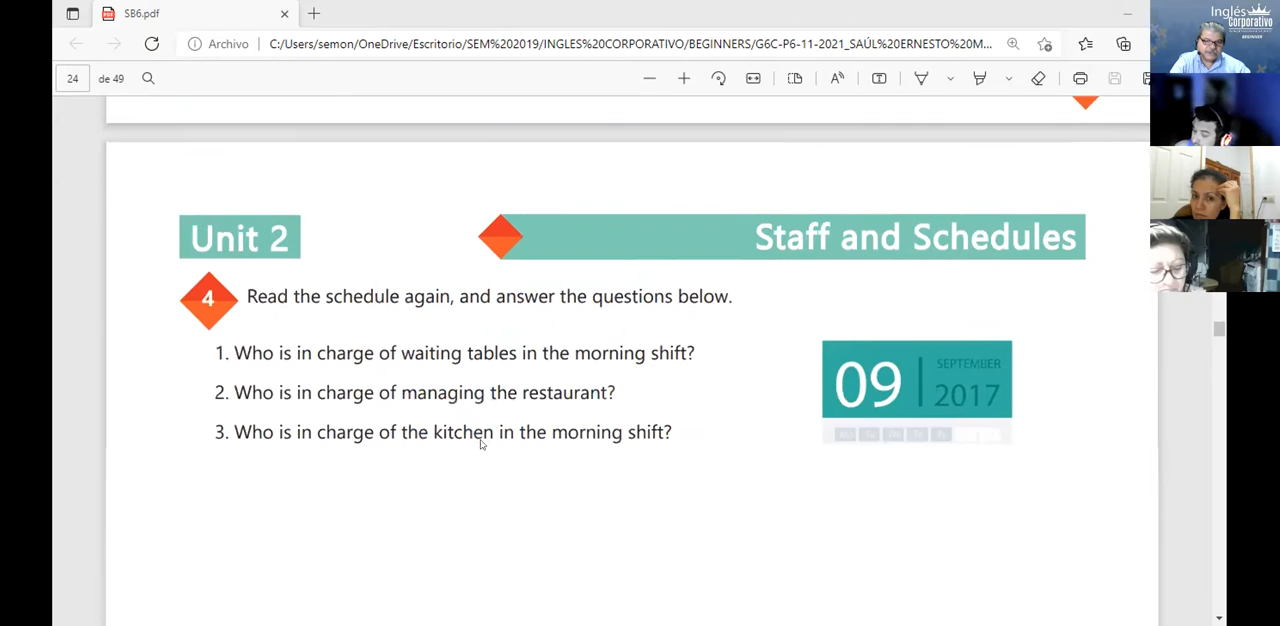 SB6.pdf
Archivo
C:/Users/semon/OneDrive/Escritorio/SEM%202019/INGLES%20CORPORATIVO/BEGINNERS/G6C-P6-11-2021_SAÚL%20ERNESTO%20M...
24
de 49
Unit 2
Staff and Schedules
4
Read the schedule again, and answer the questions below.
1. Who is in charge of waiting tables in the morning shift?
2. Who is in charge of managing the restaurant?
3. Who is in charge of the kitchen in the morning shift?
09
SEPTEMBER
2017
Inglés
Corporativo
BEGINNER